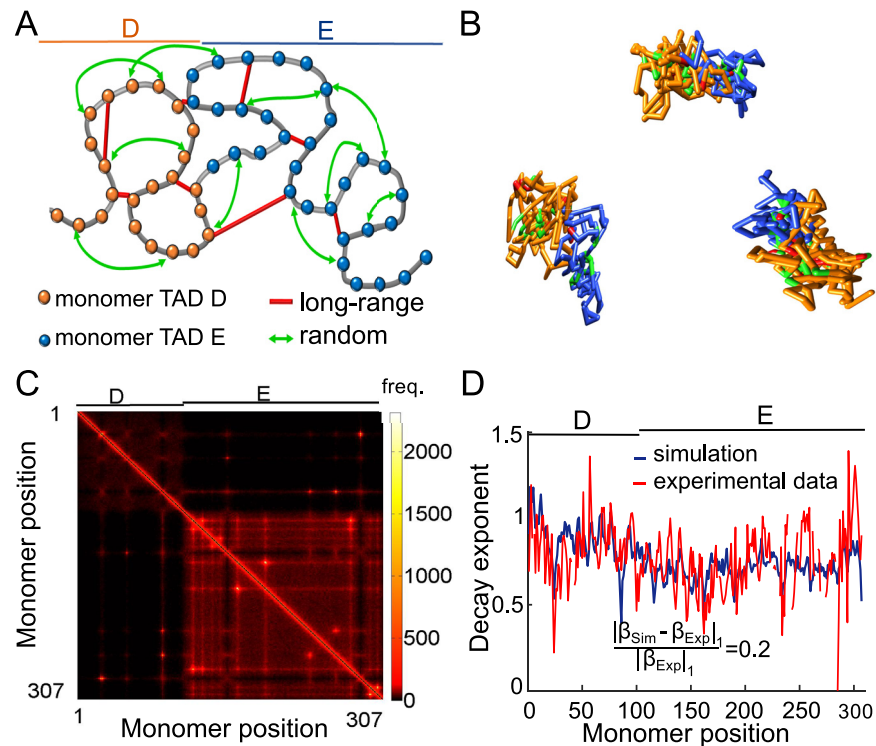 A
D
E
monomer TAD D
long-range
monomer TAD E
random
B
C
D
E
freq.
1
2000
1500
1000
500
0
307
1
307
Monomer position
Monomer position
D
D
E
1.5
simulation
experimental data
1
0.5
0
|βSim - βExp|1
|βExp|1
=0.2
0
50
100
150
200
250
300
Decay exponent
Monomer position